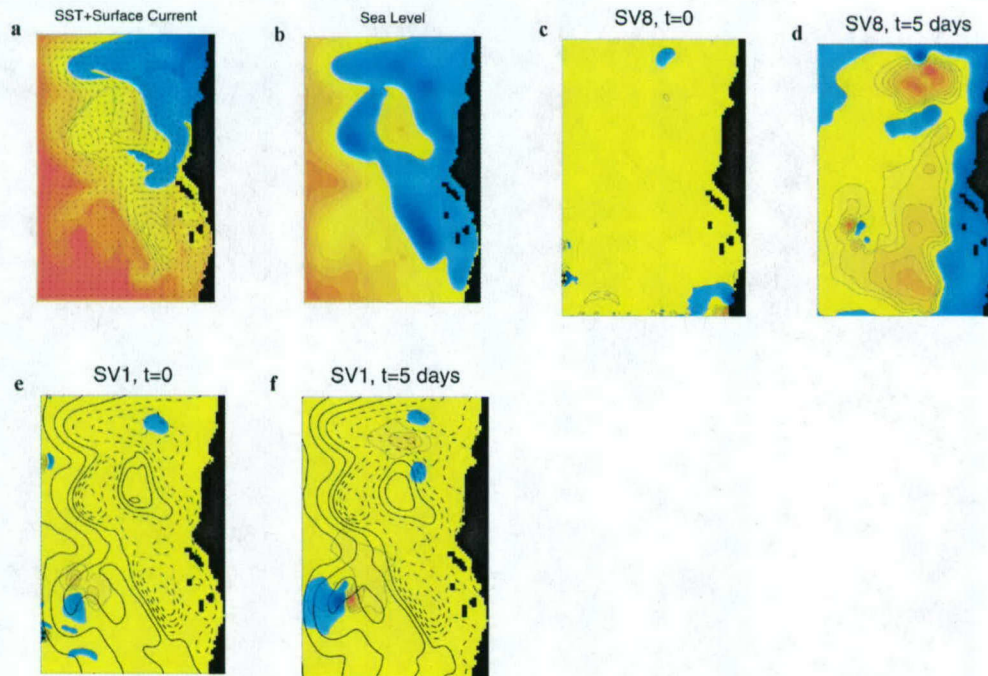 a SST+Surface Current
b Sea Level
c SV8, t=0
d SV8, t=5 days
e SV1, t=0
f SV1, t=5 days